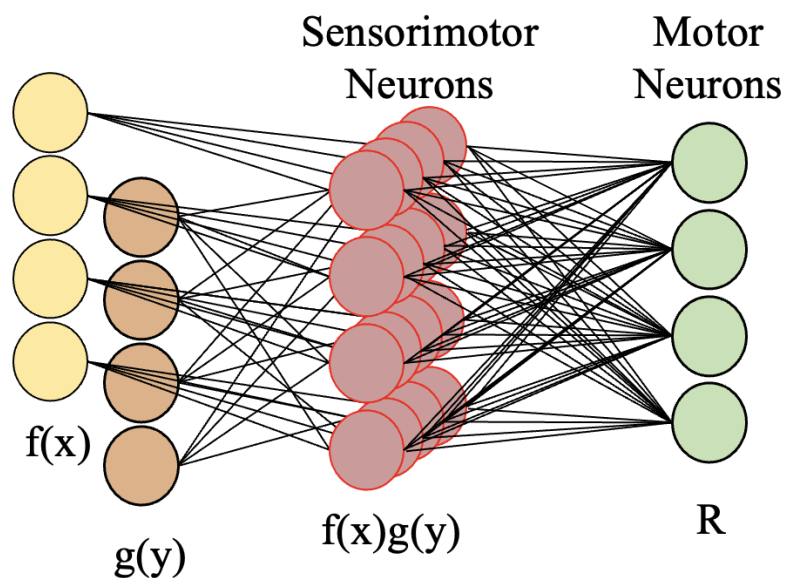 Sensorimotor
Neurons
Motor
Neurons
f(x)
g(y)
f(x)g(y)
R